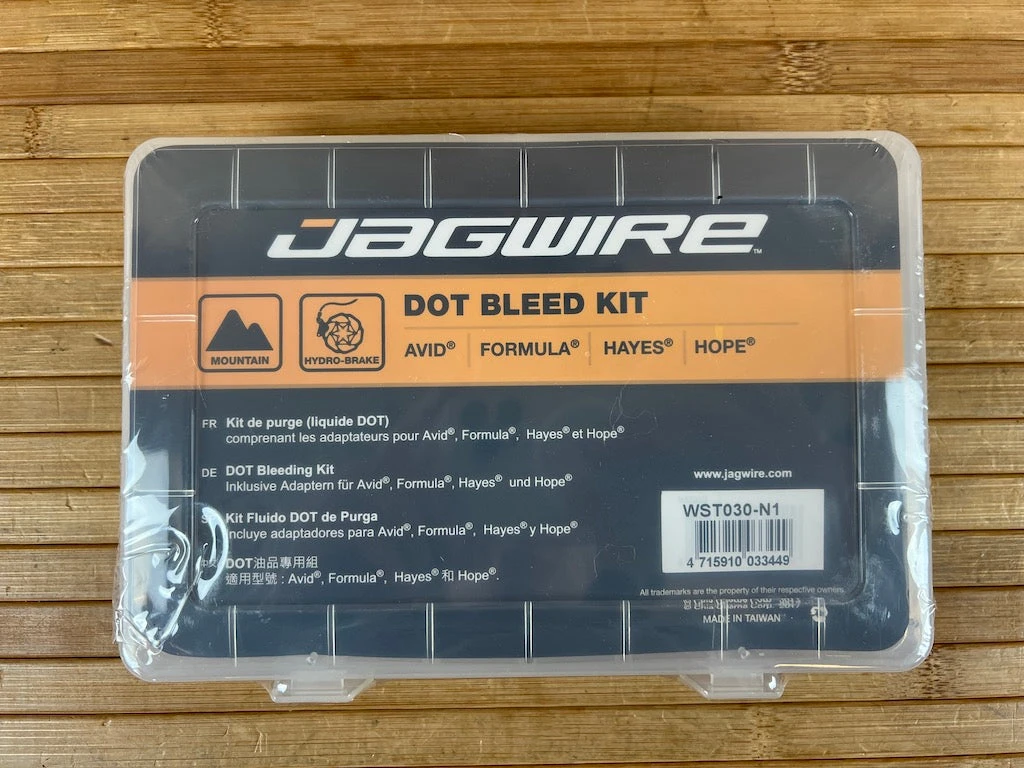 JAGWIRE™
DOT BLEED KIT
MOUNTAIN
HYDRO-BRAKE
AVID® FORMULA® HAYES® HOPE®
FR Kit de purge (liquide DOT)
comprenant les adaptateurs pour Avid®, Formula®, Hayes® et Hope®
DE DOT Bleeding Kit
Inklusive Adaptern für Avid®, Formula®, Hayes® und Hope®
Kit Fluido DOT de Purga
Incluye adaptadores para Avid®, Formula®, Hayes® y Hope®
DOT油品專用組
適用型號 : Avid®, Formula®, Hayes® 和 Hope®.
www.jagwire.com
WST030-N1
4 715910 033449
All trademarks are the property of their respective owners
MADE IN TAIWAN